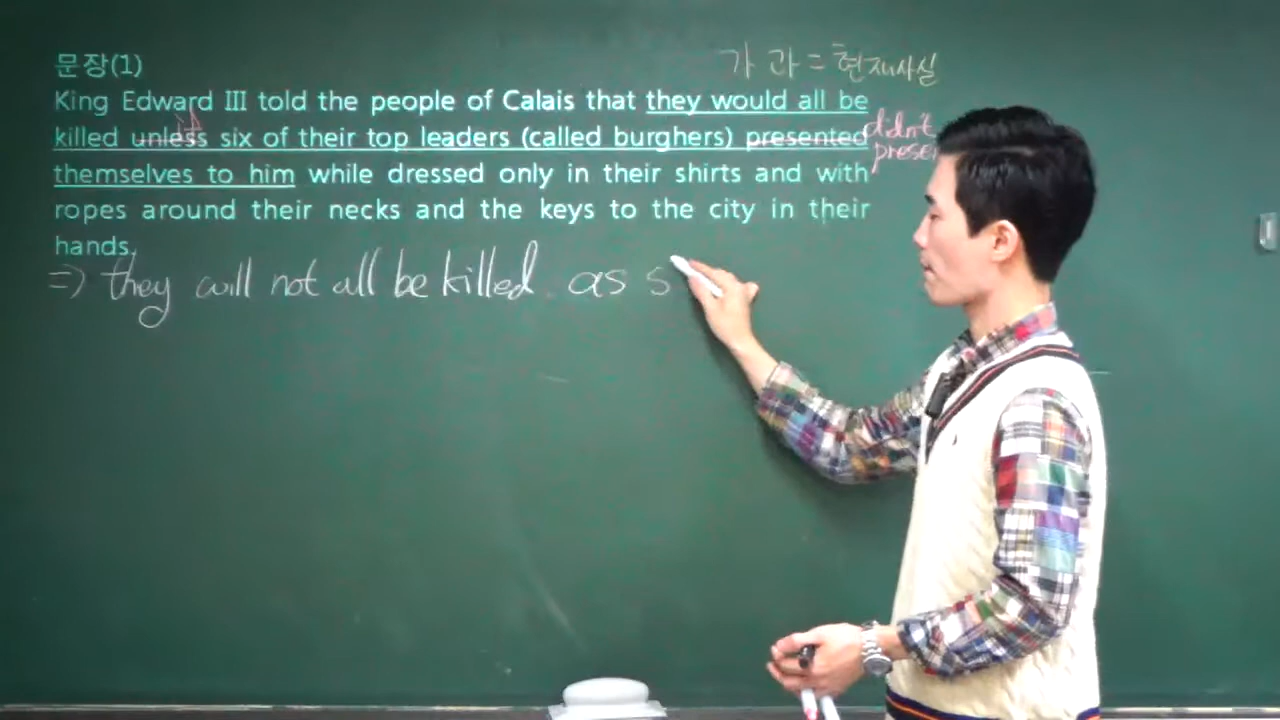 문장(1)
가 과 = 현재사실
King Edward III told the people of Calais that they would all be
if
killed unless six of their top leaders (called burghers) presented
didn't
themselves to him while dressed only in their shirts and with
ropes around their necks and the keys to the city in their
hands.
⇒ they will not all be killed. as s